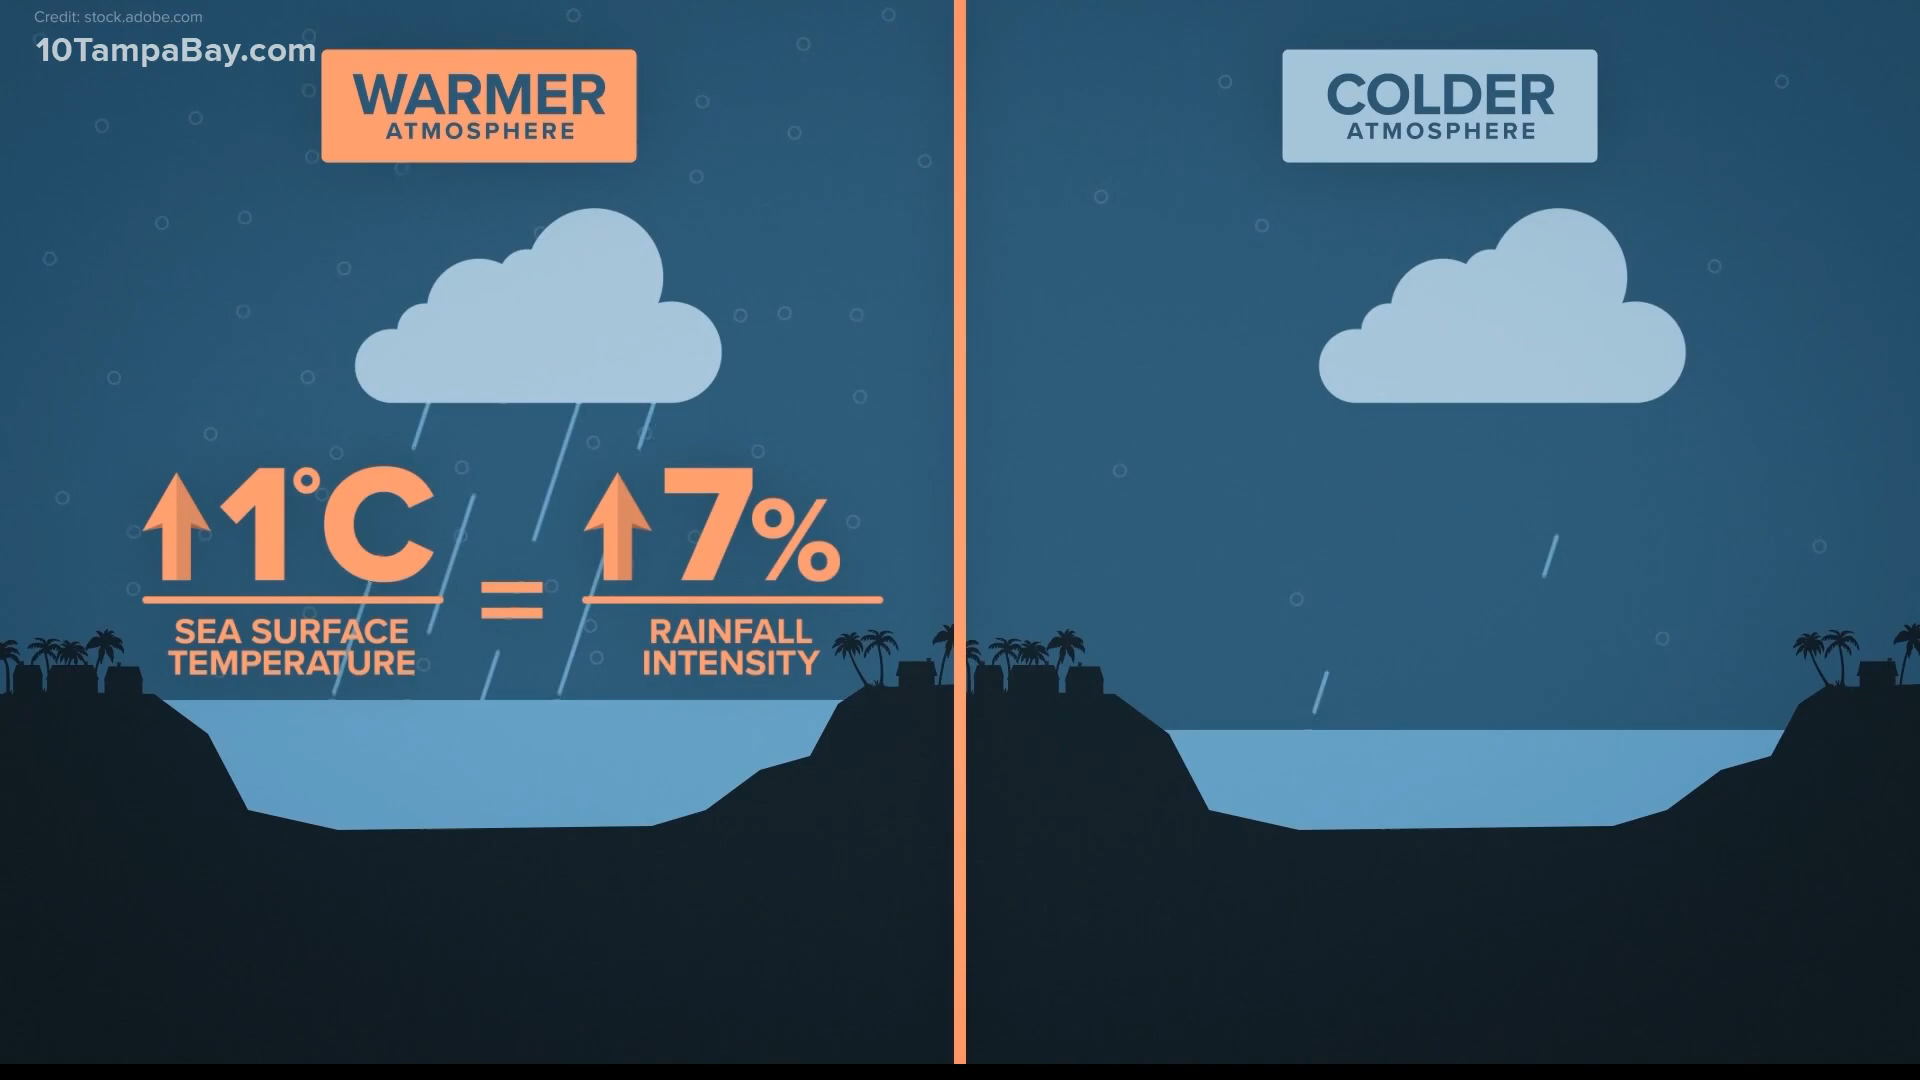 Credit: stock.adobe.com
10TampaBay.com
WARMER
ATMOSPHERE
↑1°C
SEA SURFACE
TEMPERATURE
=
↑7%
RAINFALL
INTENSITY
COLDER
ATMOSPHERE